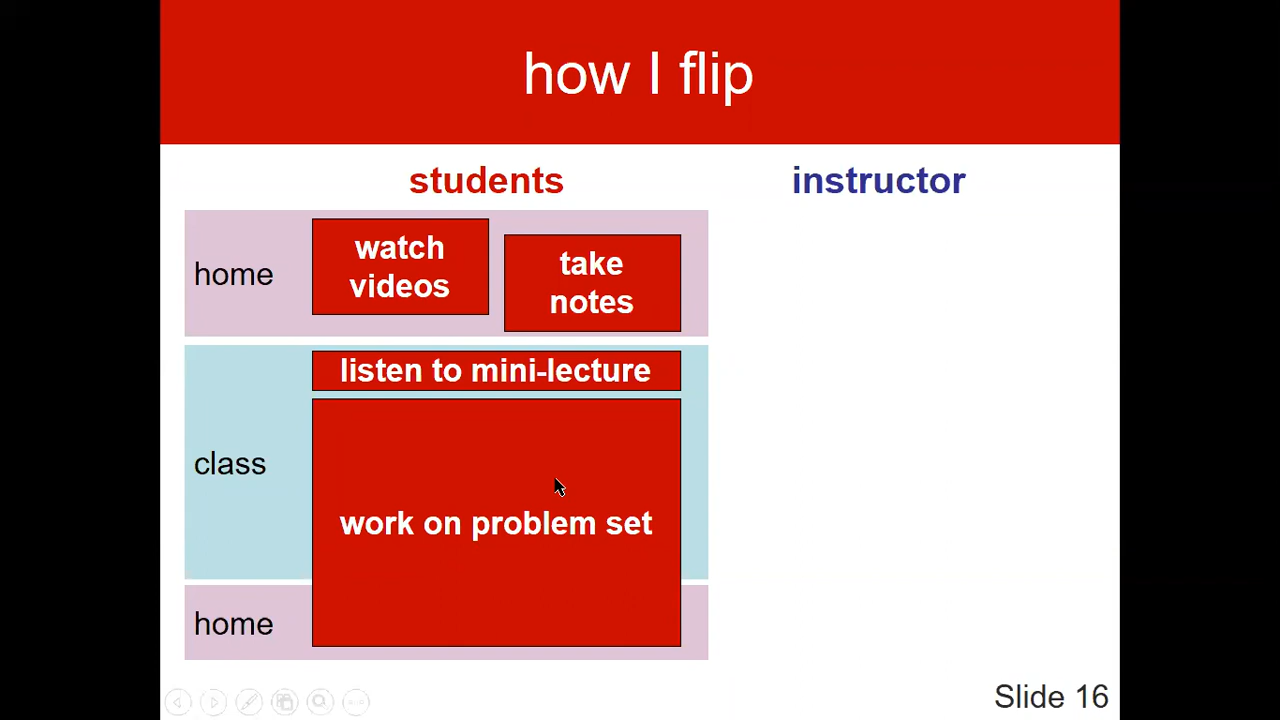 how I flip
students
instructor
home
watch
videos
take
notes
class
listen to mini-lecture
work on problem set
home
Slide 16